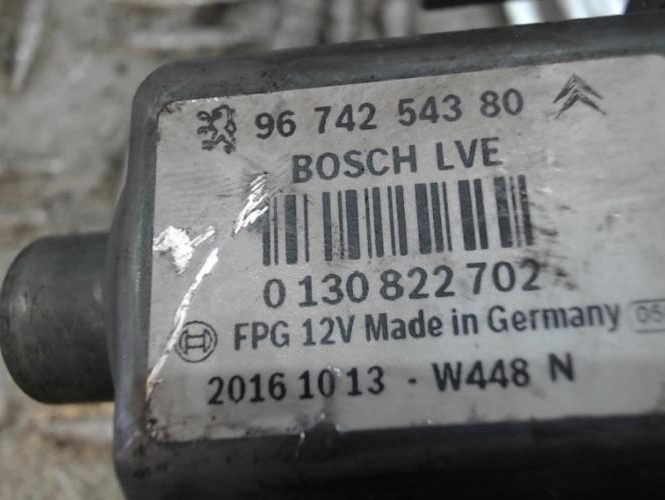 96 742 543 80
BOSCH LVE
0 130 822 702
FPG 12V Made in Germany 05
2016 10 13 - W448 N